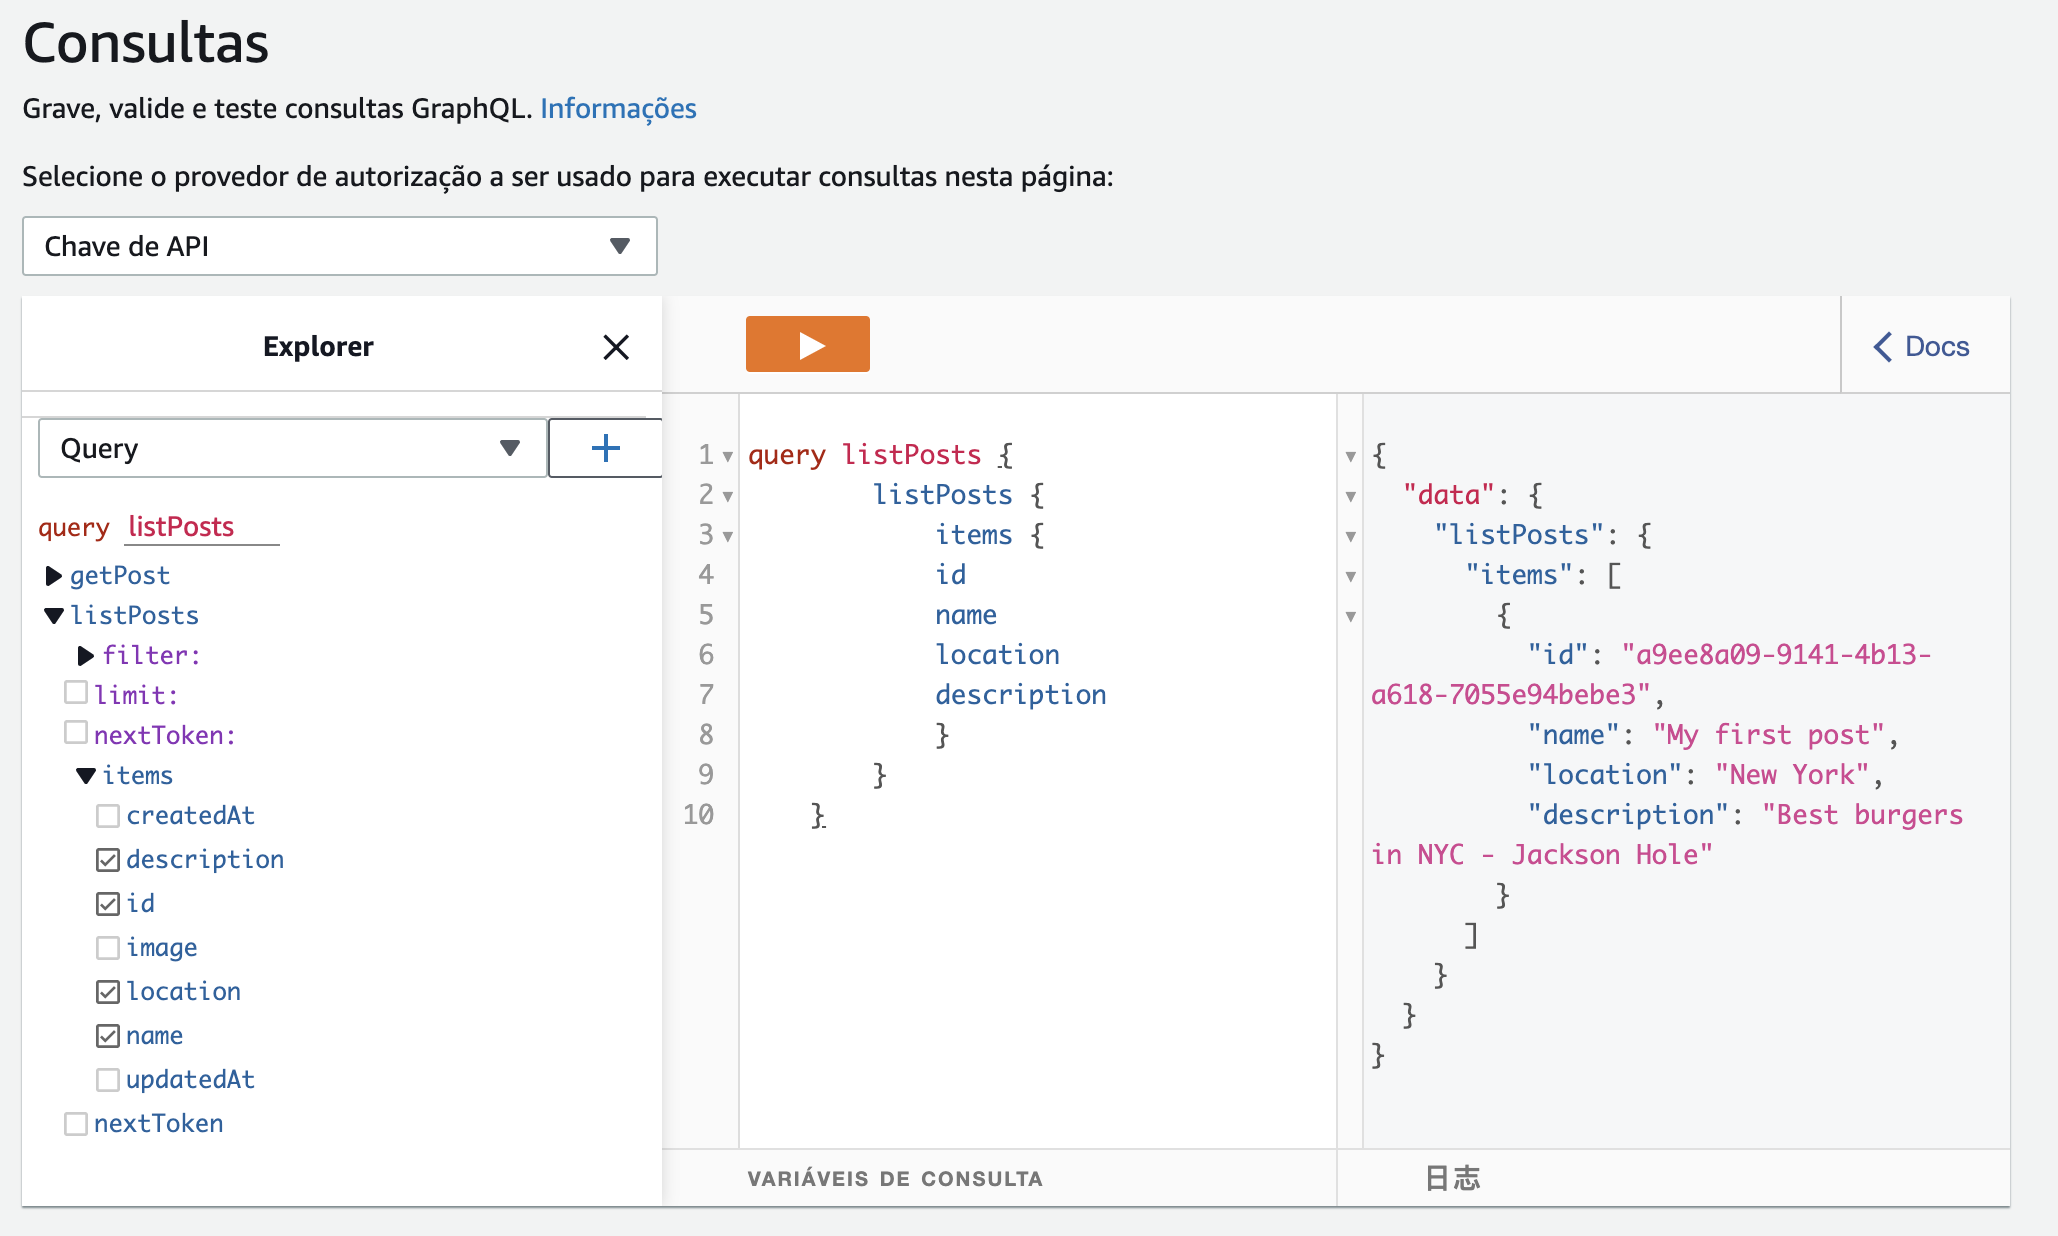 Consultas
Grave, valide e teste consultas GraphQL. Informações
Selecione o provedor de autorização a ser usado para executar consultas nesta página:
Chave de API
Explorer
Docs
Query
query listPosts
getPost
listPosts
filter:
limit:
nextToken:
items
createdAt
description
id
image
location
name
updatedAt
nextToken
1 query listPosts {
2 listPosts {
3 items {
4 id
5 name
6 location
7 description
8 }
9 }
10 }
VARIÁVEIS DE CONSULTA
{
"data": {
"listPosts": {
"items": [
{
"id": "a9ee8a09-9141-4b13-
a618-7055e94bebe3",
"name": "My first post",
"location": "New York",
"description": "Best burgers
in NYC - Jackson Hole"
}
]
}
}
}
日志